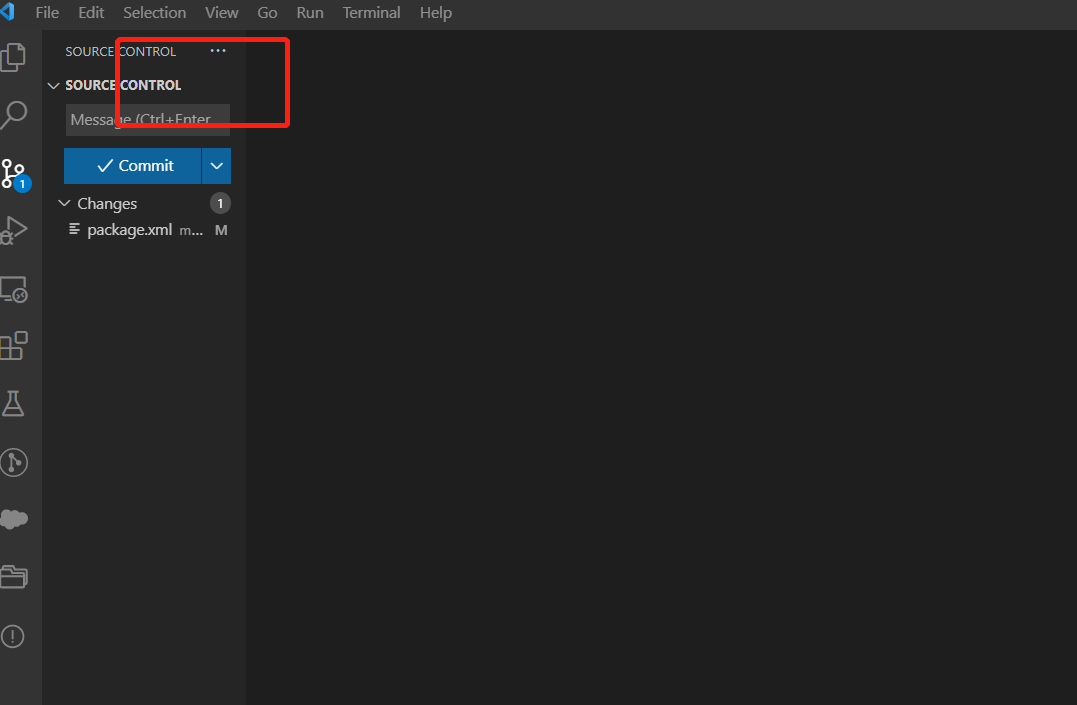 File Edit Selection View Go Run Terminal Help
SOURCE CONTROL ...
SOURCE CONTROL
Message (Ctrl+Enter
Commit
Changes 1
1
package.xml m... M